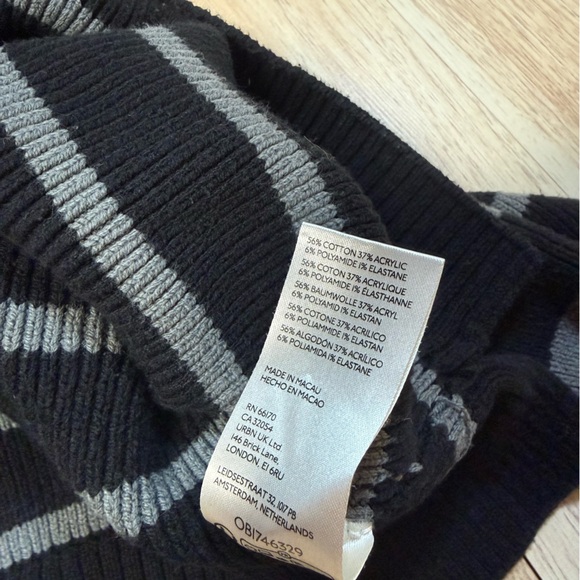 56% COTTON 37% ACRYLIC
6% POLYAMIDE 1% ELASTANE
56% COTON 37% ACRYLIQUE
6% POLYAMIDE 1% ÉLASTHANNE
56% BAUMWOLLE 37% ACRYL
6% POLYAMID 1% ELASTAN
56% COTONE 37% ACRILICO
6% POLIAMMIDE 1% ELASTAN
56% ALGODÓN 37% ACRÍLICO
6% POLIAMIDA 1% ELASTANO
MADE IN MACAU
HECHO EN MACAO
RN 66170
CA 32054
URBN UK Ltd
146 Brick Lane,
LONDON, E1 6RU
LEIDSESTRAAT 32, 1017 PB
AMSTERDAM, NETHERLANDS
OB1746329